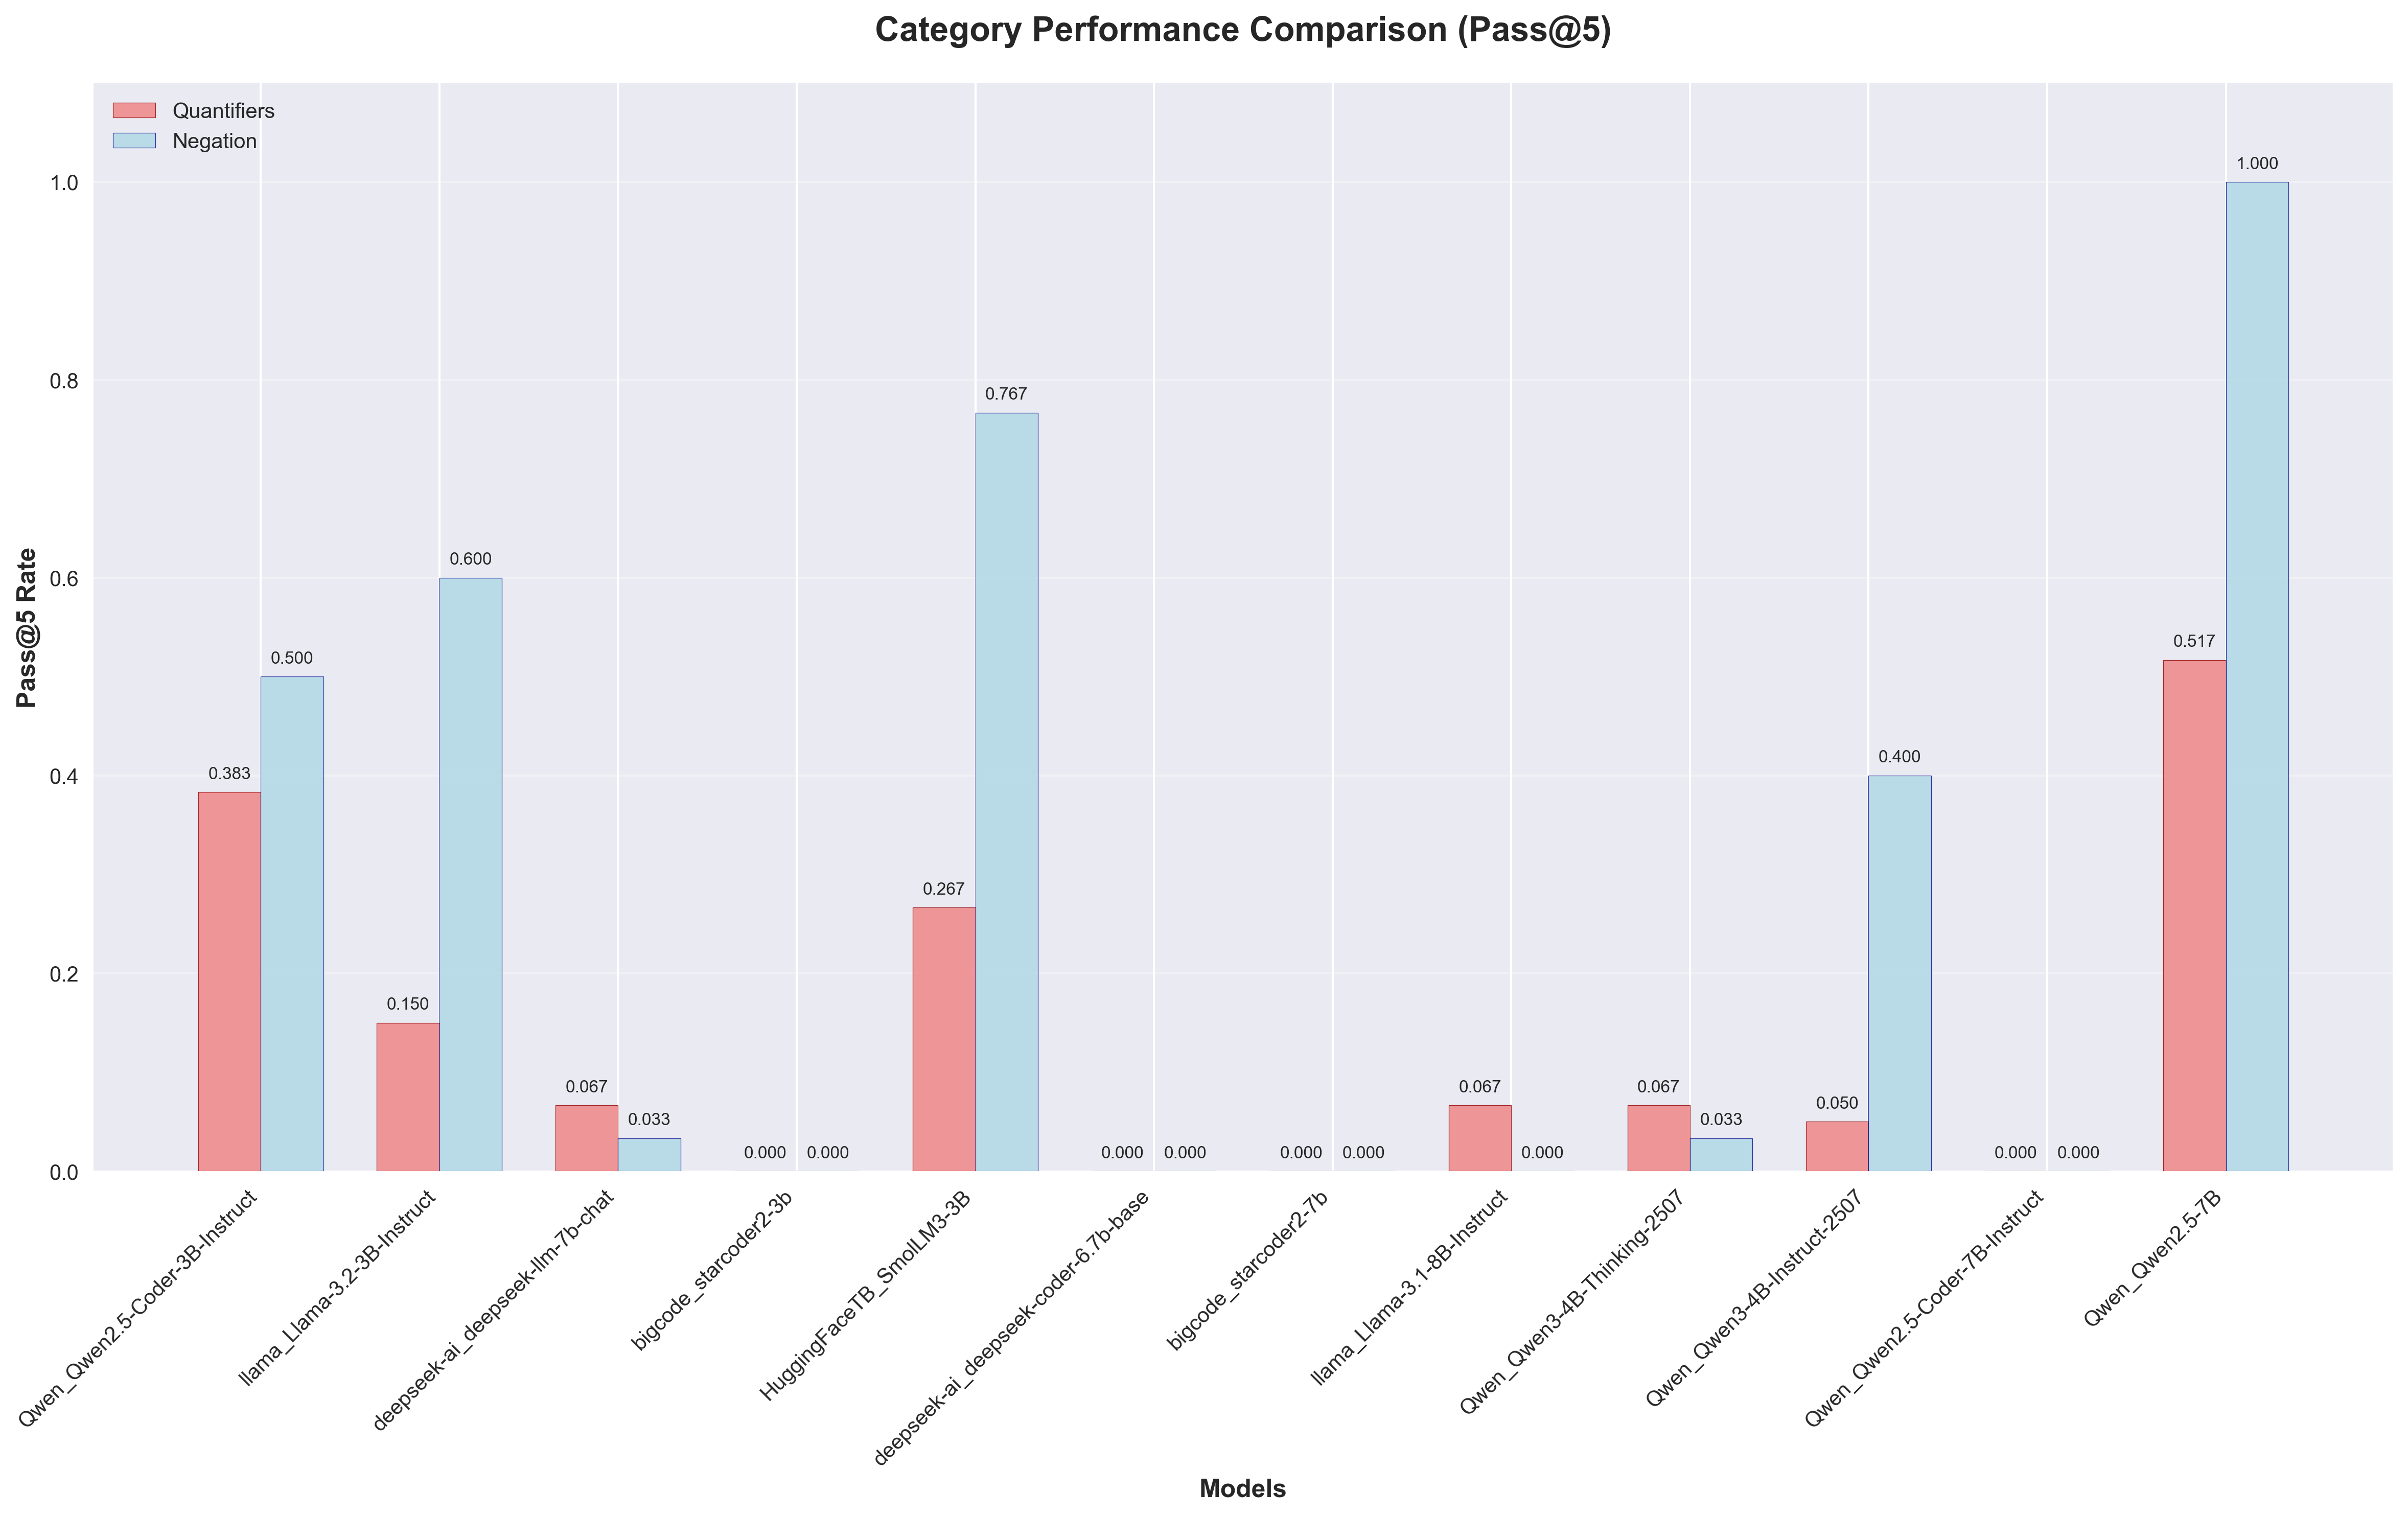 Category Performance Comparison (Pass@5)
Quantifiers
Negation
Pass@5 Rate
1.0
0.8
0.6
0.4
0.2
0.0
0.383
0.500
0.150
0.600
0.067
0.033
0.000
0.000
0.267
0.767
0.000
0.000
0.000
0.000
0.067
0.000
0.067
0.033
0.050
0.400
0.000
0.000
0.517
1.000
Qwen_Qwen2.5-Coder-3B-Instruct
llama_Llama-3.2-3B-Instruct
deepseek-ai_deepseek-llm-7b-chat
bigcode_starcoder2-3b
HuggingFaceTB_SmolLM3-3B
deepseek-ai_deepseek-coder-6.7b-base
bigcode_starcoder2-7b
llama_Llama-3.1-8B-Instruct
Qwen_Qwen3-4B-Thinking-2507
Qwen_Qwen3-4B-Instruct-2507
Qwen_Qwen2.5-Coder-7B-Instruct
Qwen_Qwen2.5-7B
Models